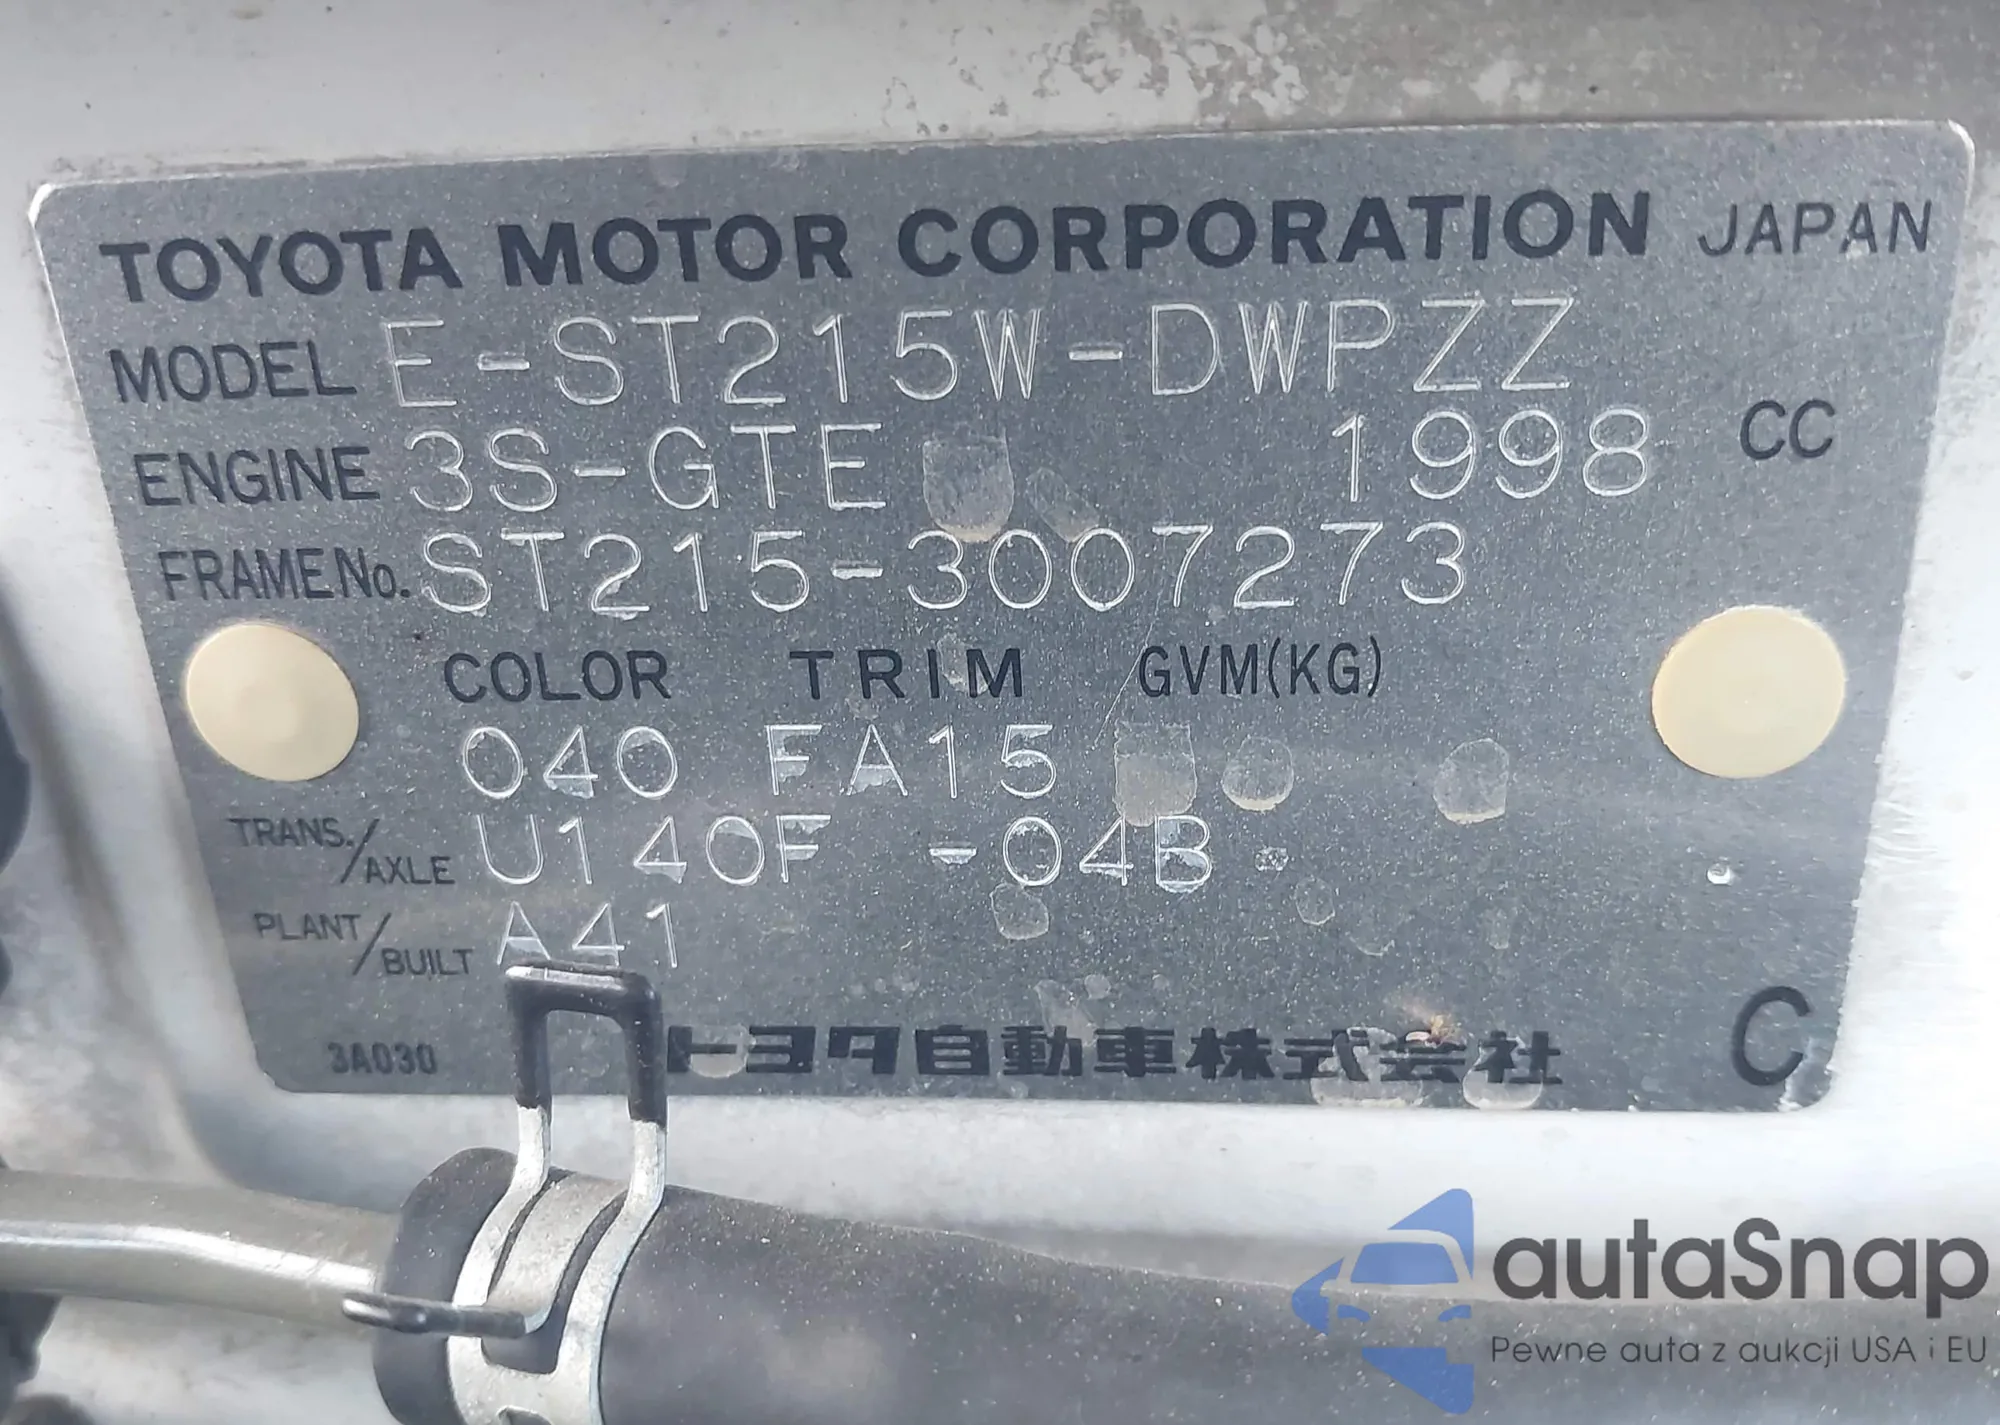 TOYOTA MOTOR CORPORATION JAPAN
MODEL E-ST215W-DWPZZ
ENGINE 3S-GTE 1998 CC
FRAME No. ST215-3007273
COLOR TRIM GVM(KG)
040 FA15
TRANS./AXLE U140F -04B
PLANT/BUILT A41
3A030 トヨタ自動車株式会社 C
autaSnap
Pewne auta z aukcji USA i EU